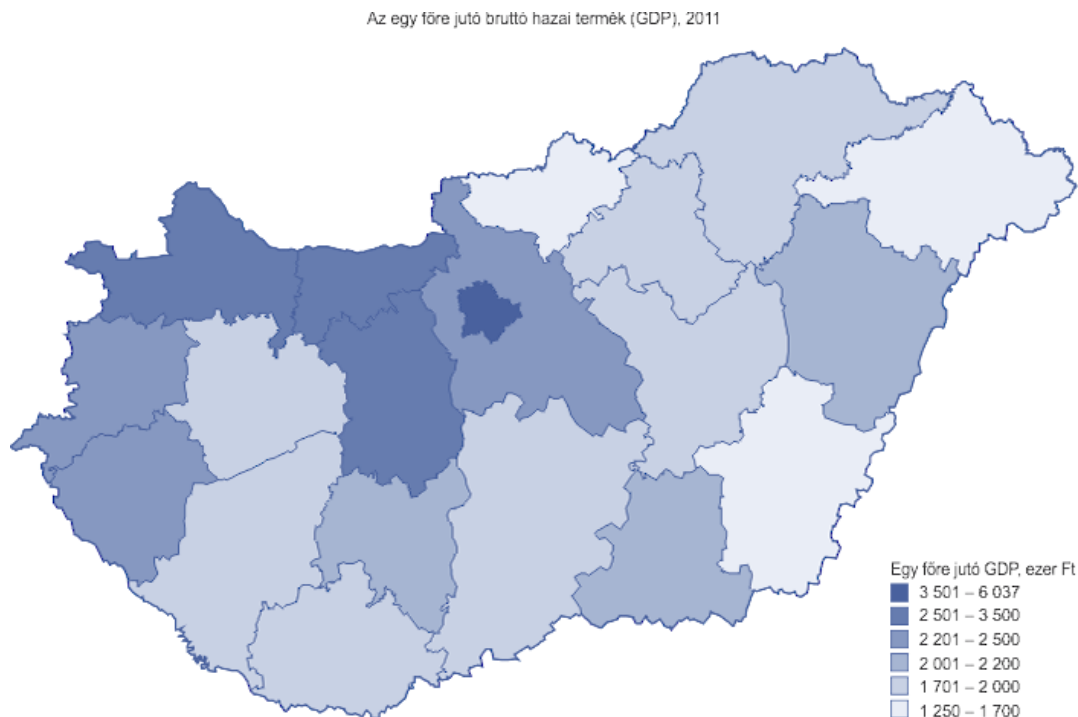 Az egy főre jutó bruttó hazai termék (GDP), 2011
Egy főre jutó GDP, ezer Ft
3 501 – 6 037
2 501 – 3 500
2 201 – 2 500
2 001 – 2 200
1 701 – 2 000
1 250 – 1 700